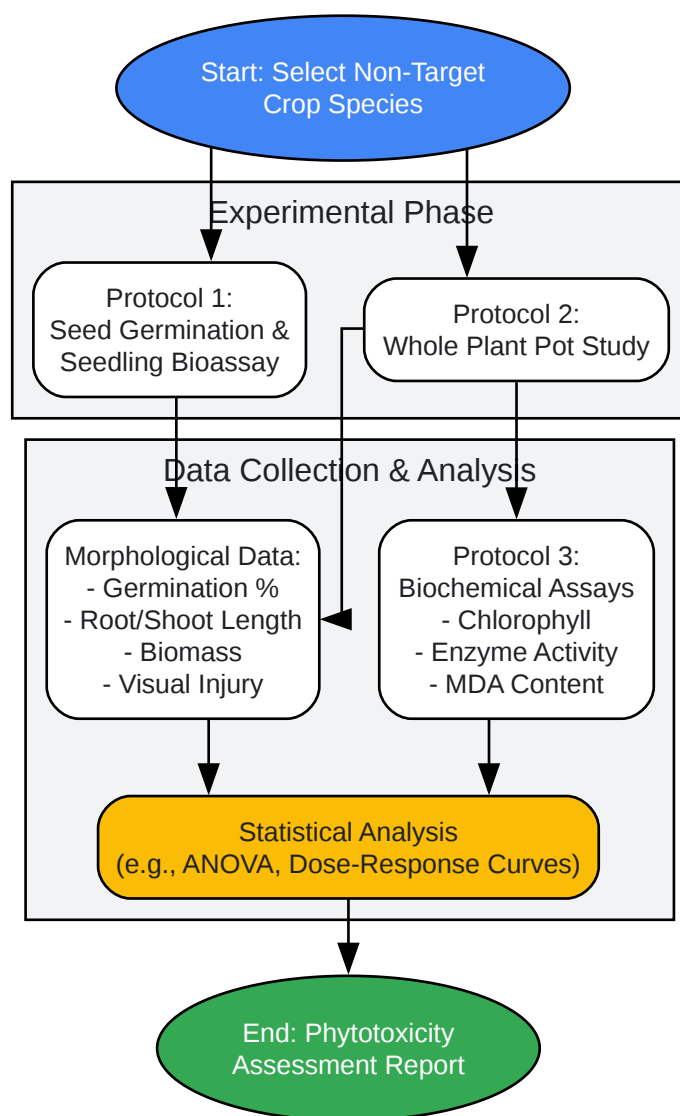 Start: Select Non-Target
Crop Species
Experimental Phase
Protocol 1:
Seed Germination &
Seedling Bioassay
Protocol 2:
Whole Plant Pot Study
Data Collection & Analysis
Morphological Data:
- Germination %
- Root/Shoot Length
- Biomass
- Visual Injury
Protocol 3:
Biochemical Assays
- Chlorophyll
- Enzyme Activity
- MDA Content
Statistical Analysis
(e.g., ANOVA, Dose-Response Curves)
End: Phytotoxicity
Assessment Report